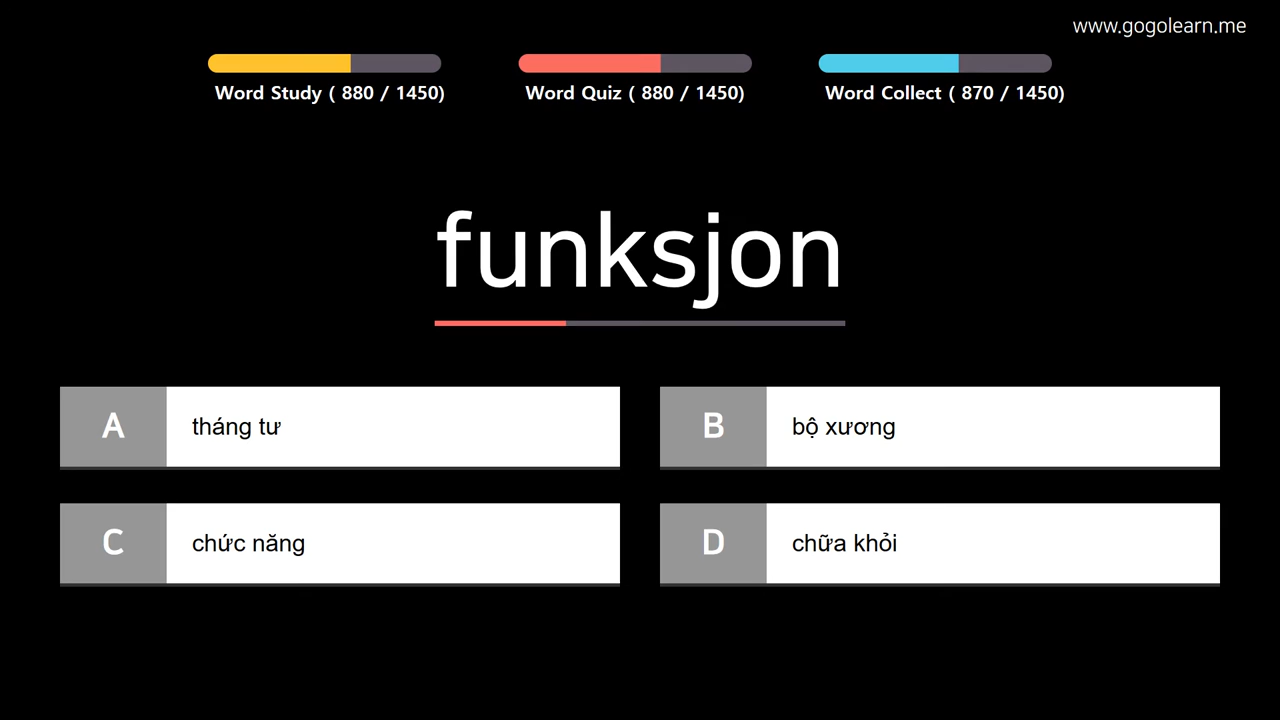 www.gogolearn.me
Word Study ( 880 / 1450)
Word Quiz ( 880 / 1450)
Word Collect ( 870 / 1450)
funksjon
A tháng tư
B bộ xương
C chức năng
D chữa khỏi